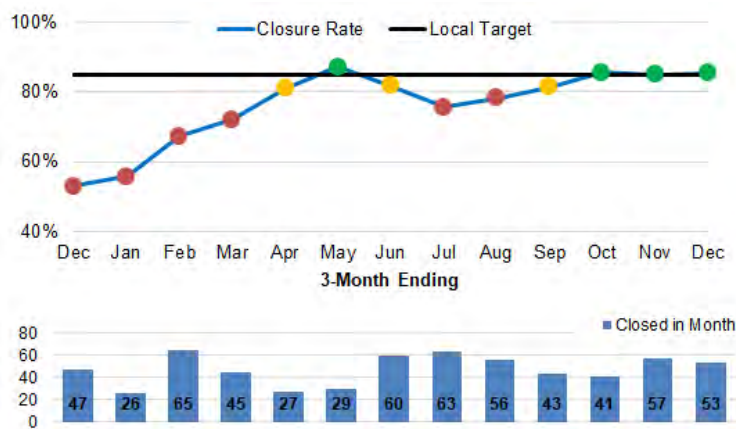 100%
Closure Rate Local Target
80%
60%
40%
Dec Jan Feb Mar Apr May Jun Jul Aug Sep Oct Nov Dec
3-Month Ending
Closed in Month
80
60
40
20
0
47 26 65 45 27 29 60 63 56 43 41 57 53